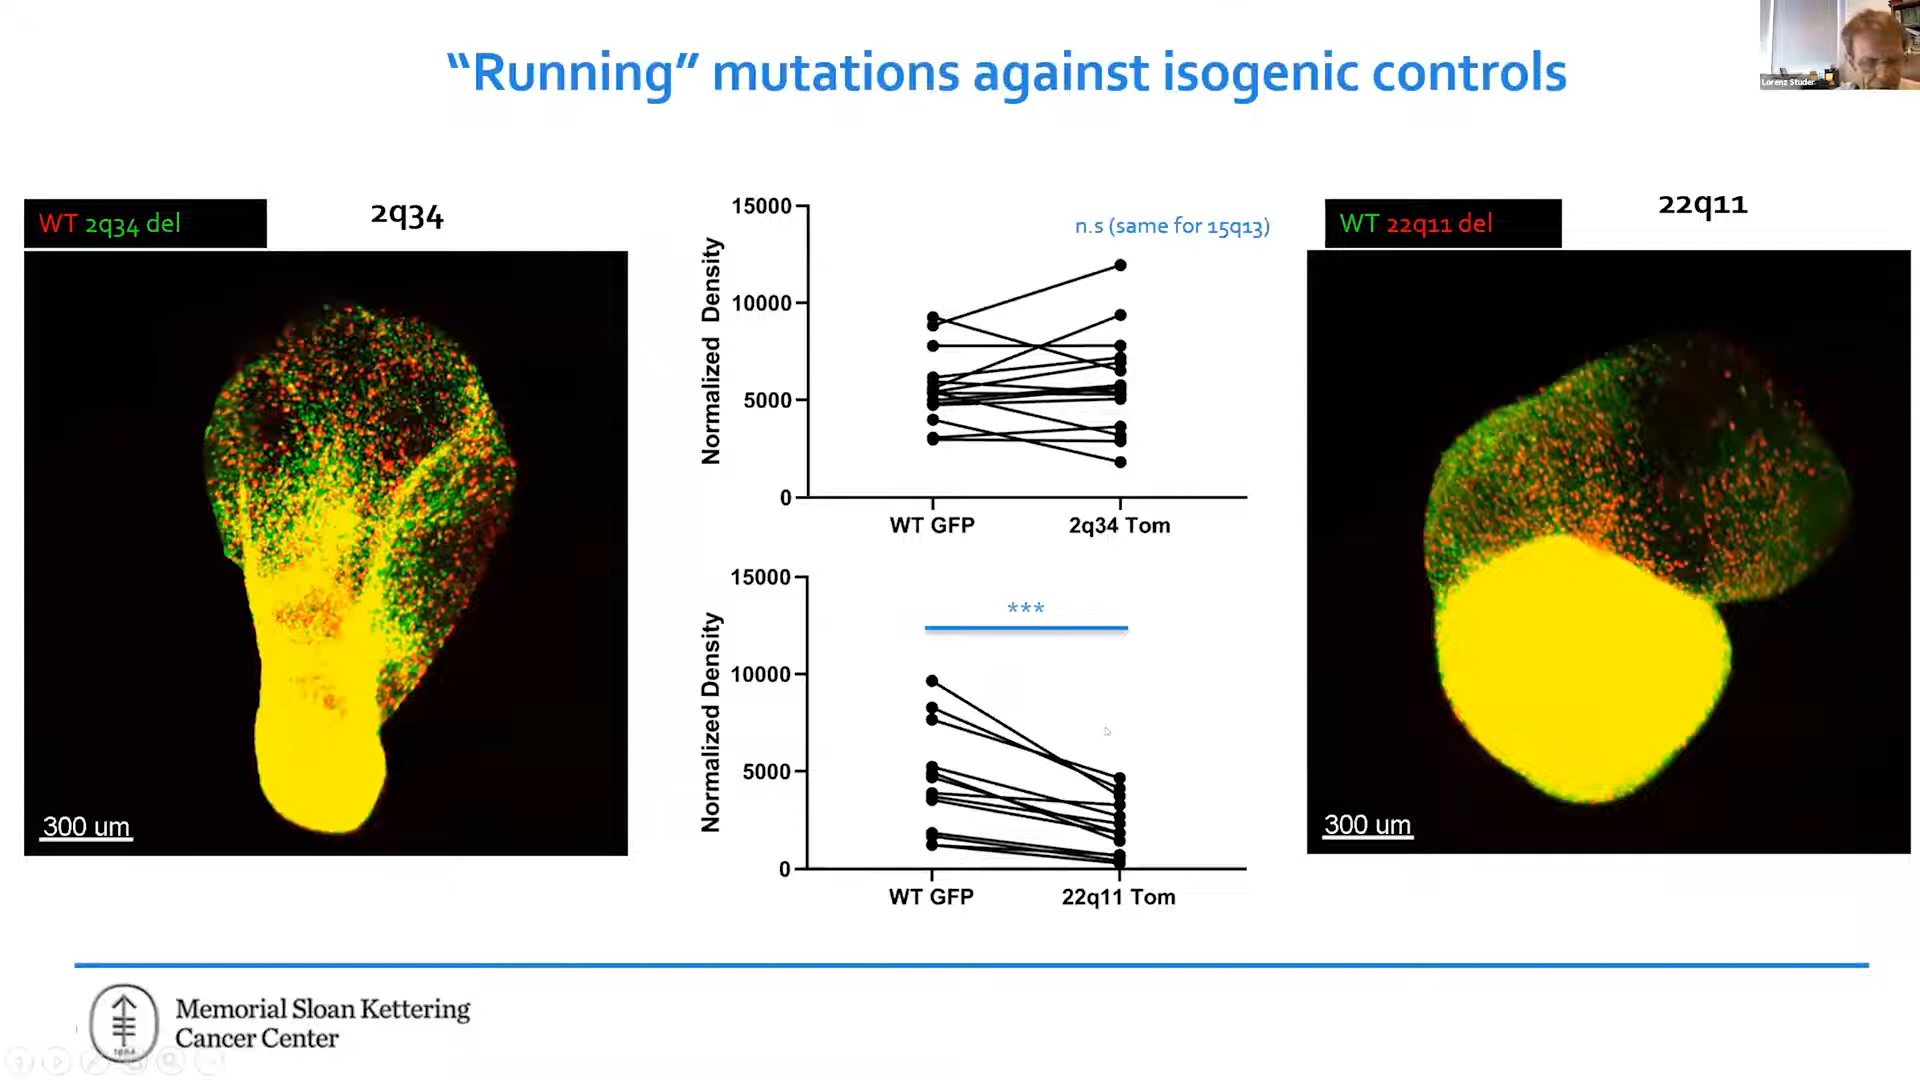 “Running” mutations against isogenic controls
Lorenz Studer
WT 2q34 del
2q34
300 um
15000
10000
5000
0
Normalized Density
n.s (same for 15q13)
WT GFP
2q34 Tom
15000
10000
5000
0
Normalized Density
***
WT GFP
22q11 Tom
WT 22q11 del
22q11
300 um
Memorial Sloan Kettering
Cancer Center
1884